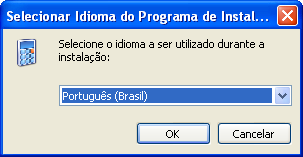 Selecionar Idioma do Programa de Instal...
Selecione o idioma a ser utilizado durante a
instalação:
Português (Brasil)
OK
Cancelar